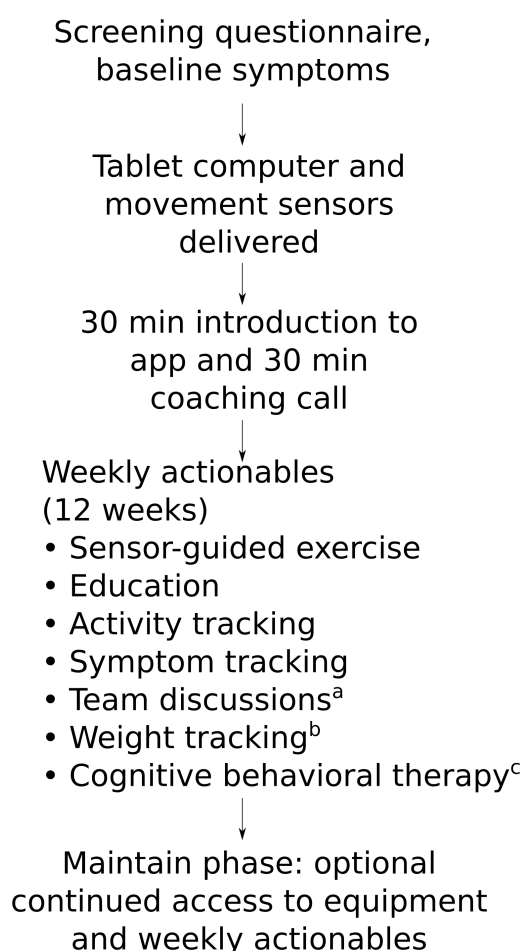 Screening questionnaire,
baseline symptoms
Tablet computer and
movement sensors
delivered
30 min introduction to
app and 30 min
coaching call
Weekly actionables
(12 weeks)
• Sensor-guided exercise
• Education
• Activity tracking
• Symptom tracking
• Team discussionsᵃ
• Weight trackingᵇ
• Cognitive behavioral therapyᶜ
Maintain phase: optional
continued access to equipment
and weekly actionables